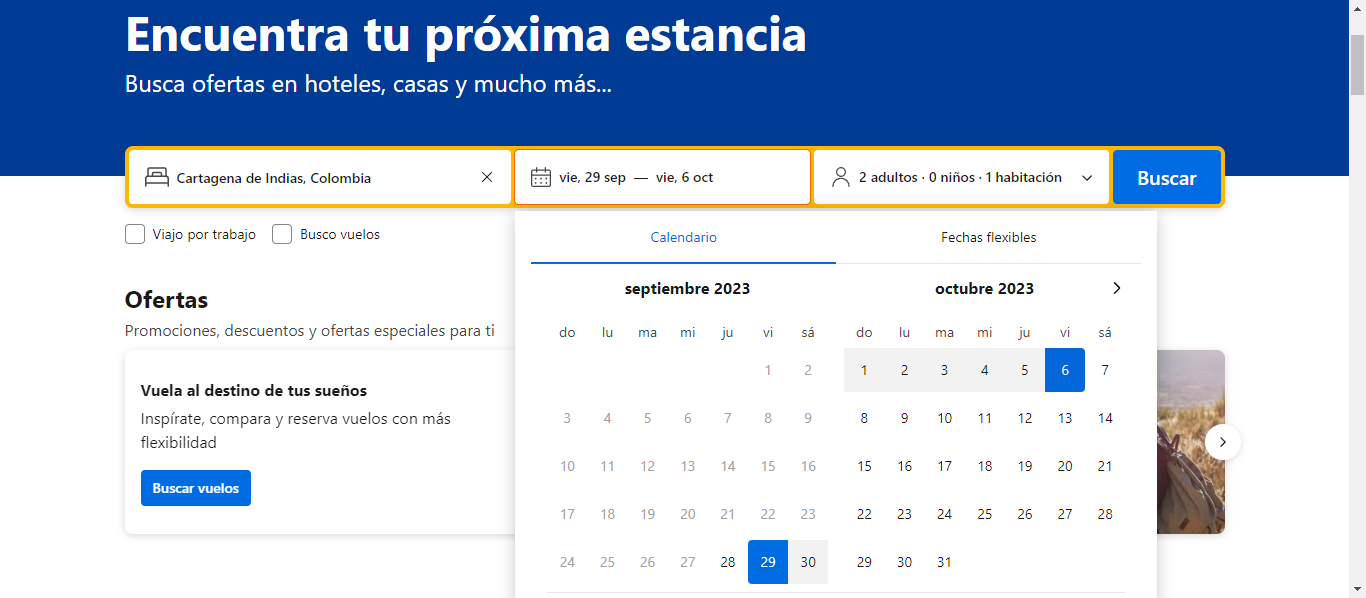 Encuentra tu próxima estancia
Busca ofertas en hoteles, casas y mucho más...
Cartagena de Indias, Colombia
vie, 29 sep — vie, 6 oct
2 adultos · 0 niños · 1 habitación
Buscar
Viajo por trabajo
Busco vuelos
Ofertas
Promociones, descuentos y ofertas especiales para ti
Vuela al destino de tus sueños
Inspírate, compara y reserva vuelos con más
flexibilidad
Buscar vuelos
Calendario
Fechas flexibles
septiembre 2023
do lu ma mi ju vi sá
1 2
3 4 5 6 7 8 9
10 11 12 13 14 15 16
17 18 19 20 21 22 23
24 25 26 27 28 29 30
octubre 2023
do lu ma mi ju vi sá
1 2 3 4 5 6 7
8 9 10 11 12 13 14
15 16 17 18 19 20 21
22 23 24 25 26 27 28
29 30 31